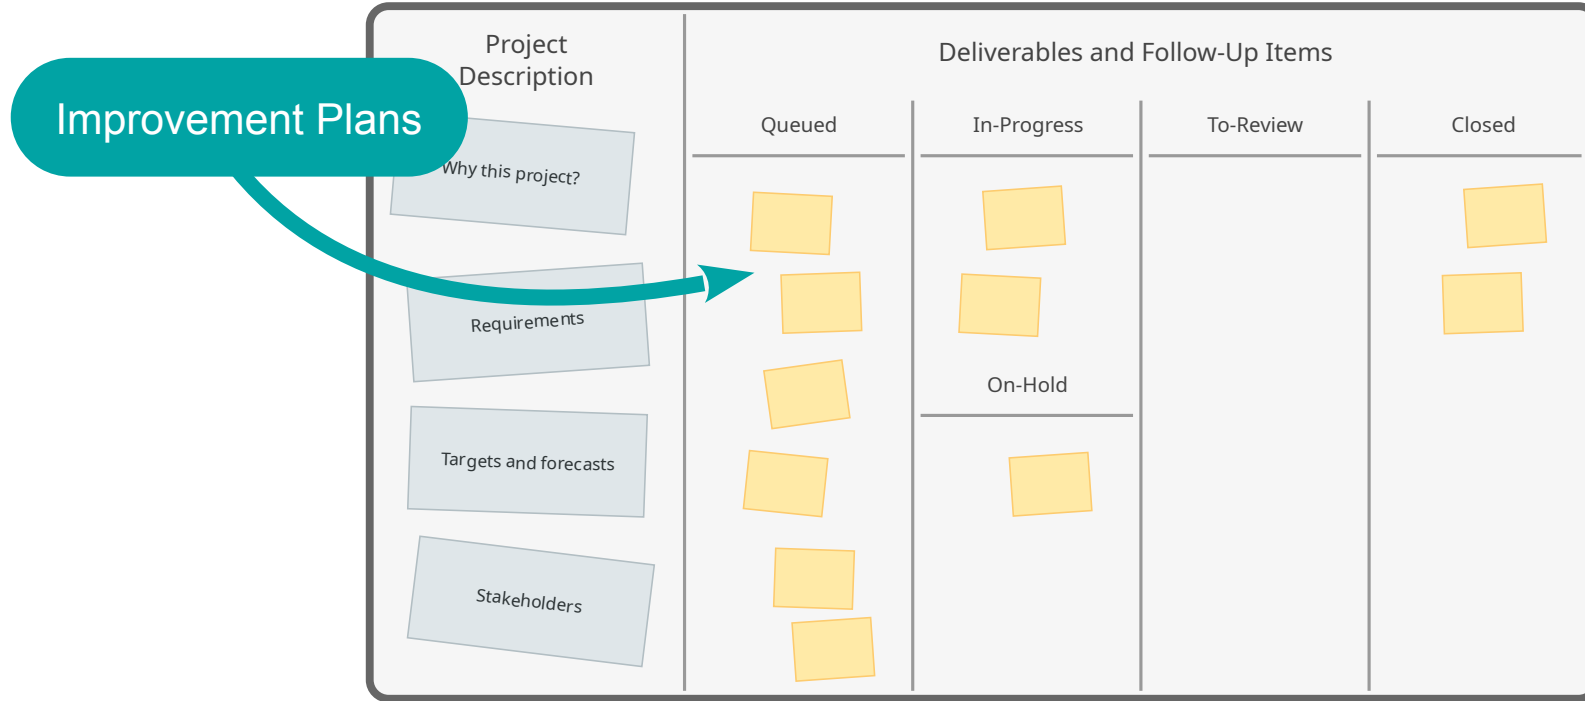 Project
Description
Deliverables and Follow-Up Items
Improvement Plans
Queued
In-Progress
To-Review
Closed
Why this project?
Requirements
On-Hold
Targets and forecasts
Stakeholders